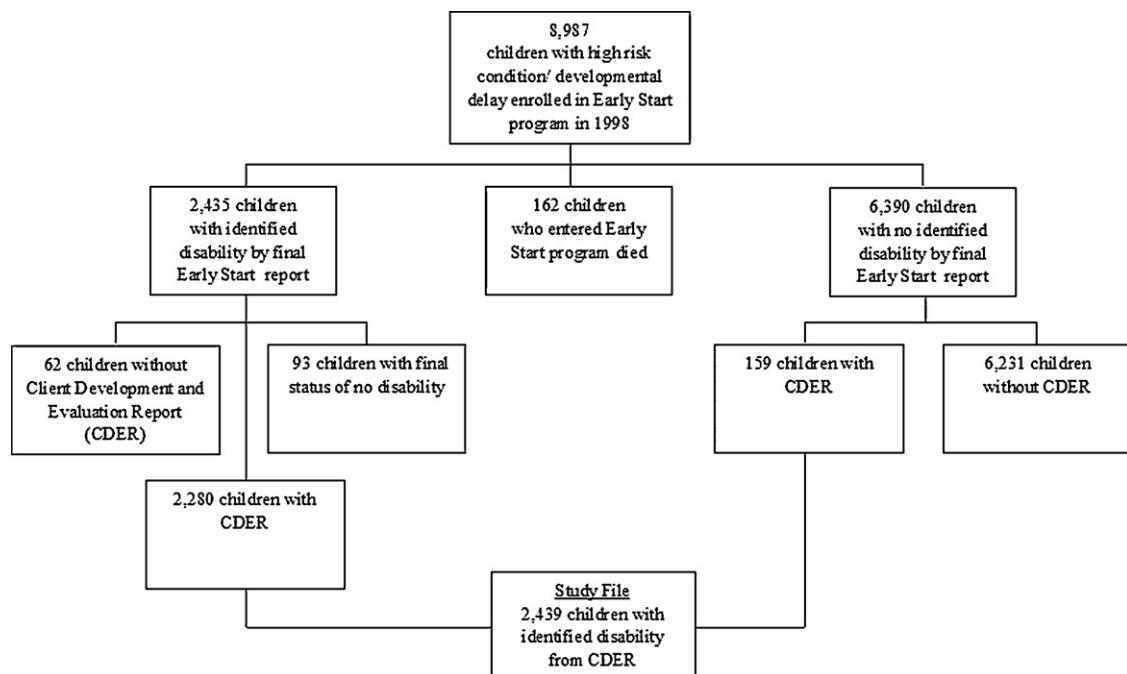 8,987
children with high risk
condition/ developmental
delay enrolled in Early Start
program in 1998
2,435 children
with identified
disability by final
Early Start report
162 children
who entered Early
Start program died
6,390 children
with no identified
disability by final
Early Start report
62 children without
Client Development and
Evaluation Report
(CDER)
93 children with final
status of no disability
159 children with
CDER
6,231 children
without CDER
2,280 children with
CDER
Study File
2,439 children with
identified disability
from CDER